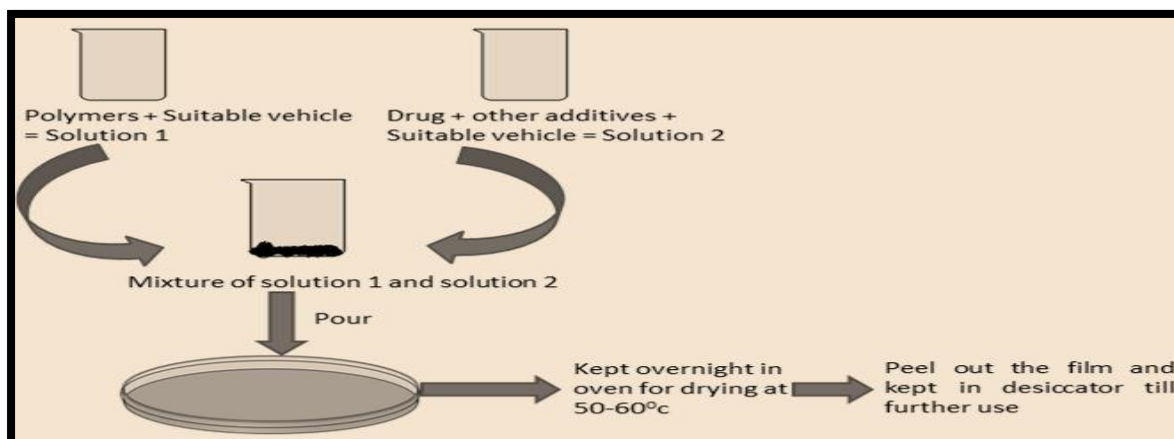 Polymers + Suitable vehicle
= Solution 1
Drug + other additives +
Suitable vehicle = Solution 2
Mixture of solution 1 and solution 2
Pour
Kept overnight in
oven for drying at
50-60⁰c
Peel out the film and
kept in desiccator till
further use